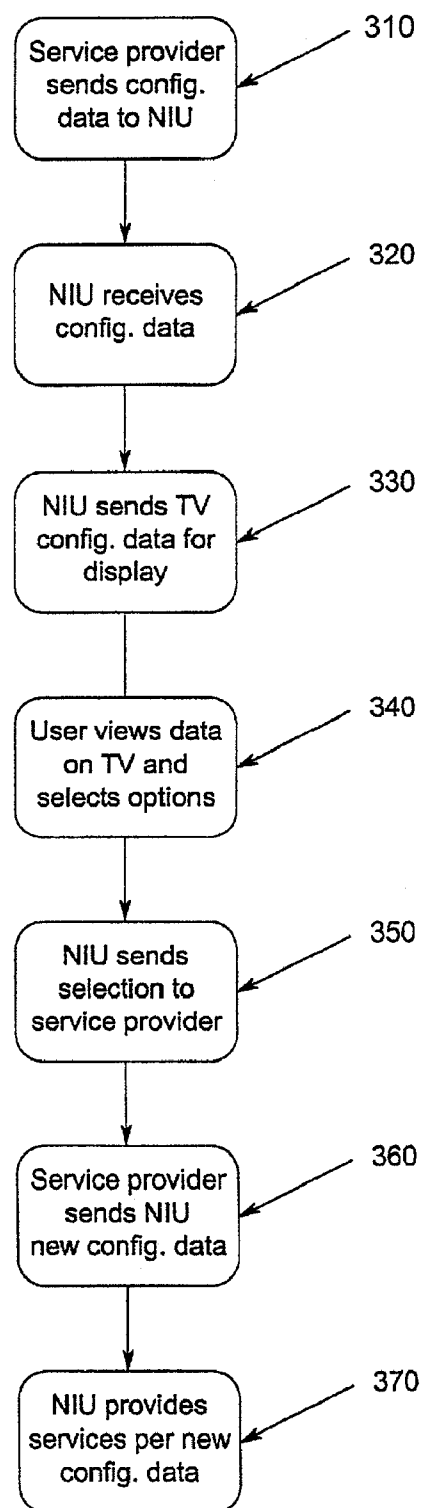 310
Service provider
sends config.
data to NIU
320
NIU receives
config. data
330
NIU sends TV
config. data for
display
340
User views data
on TV and
selects options
350
NIU sends
selection to
service provider
360
Service provider
sends NIU
new config. data
370
NIU provides
services per new
config. data